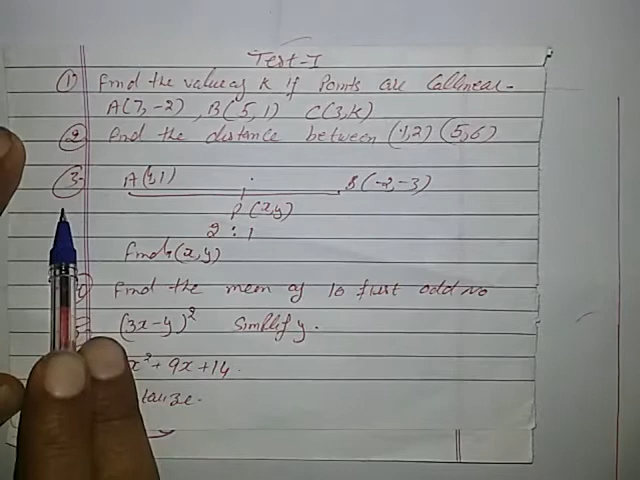 Test-I
① Find the value of K if Points are Collinear-
A(7,-2), B(5,1) C(3,K)
② Find the distance between (1,2) (5,6)
③ A(1,1) B(-2,-3)
P(x,y)
2 : 1
Find (x,y)
Find the mean of 10 first odd no
(3x-y)² Simplify.
x²+9x+14.